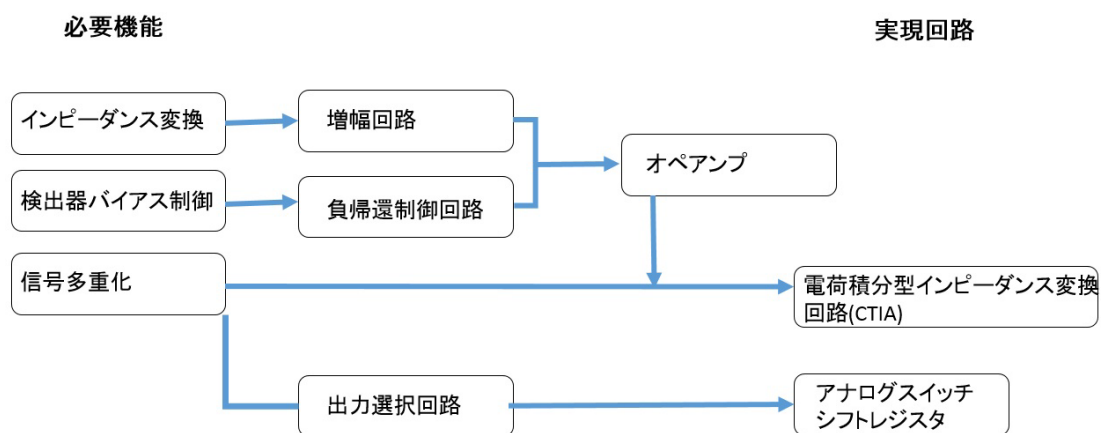 必要機能
実現回路
インピーダンス変換
増幅回路
オペアンプ
検出器バイアス制御
負帰還制御回路
信号多重化
電荷積分型インピーダンス変換
回路(CTIA)
出力選択回路
アナログスイッチ
シフトレジスタ